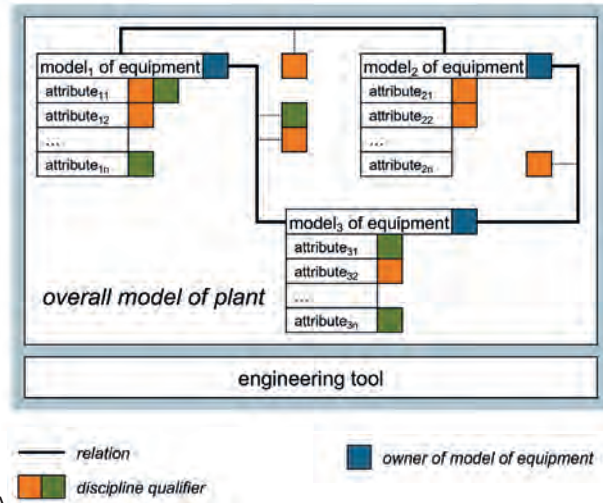 model₁ of equipment
attribute₁₁
attribute₁₂
...
attribute₁ₙ
model₂ of equipment
attribute₂₁
attribute₂₂
...
attribute₂ₙ
model₃ of equipment
attribute₃₁
attribute₃₂
...
attribute₃ₙ
overall model of plant
engineering tool
relation
discipline qualifier
owner of model of equipment